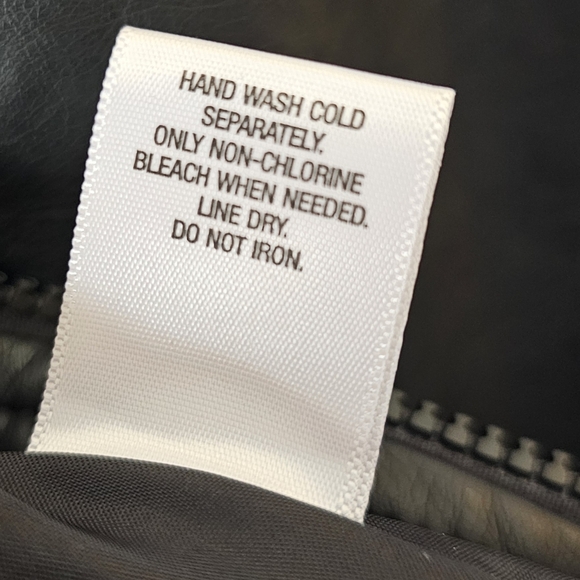 HAND WASH COLD
SEPARATELY.
ONLY NON-CHLORINE
BLEACH WHEN NEEDED.
LINE DRY.
DO NOT IRON.